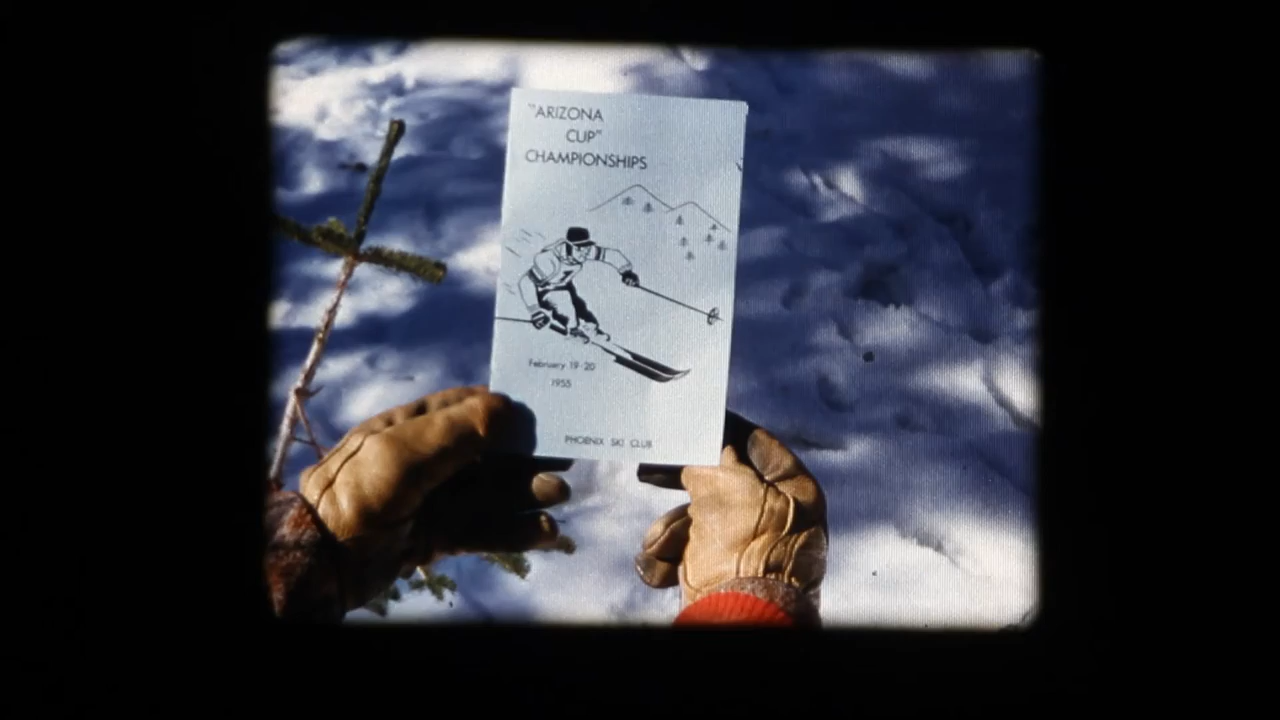 "ARIZONA
CUP"
CHAMPIONSHIPS
February 19-20
1955
PHOENIX SKI CLUB